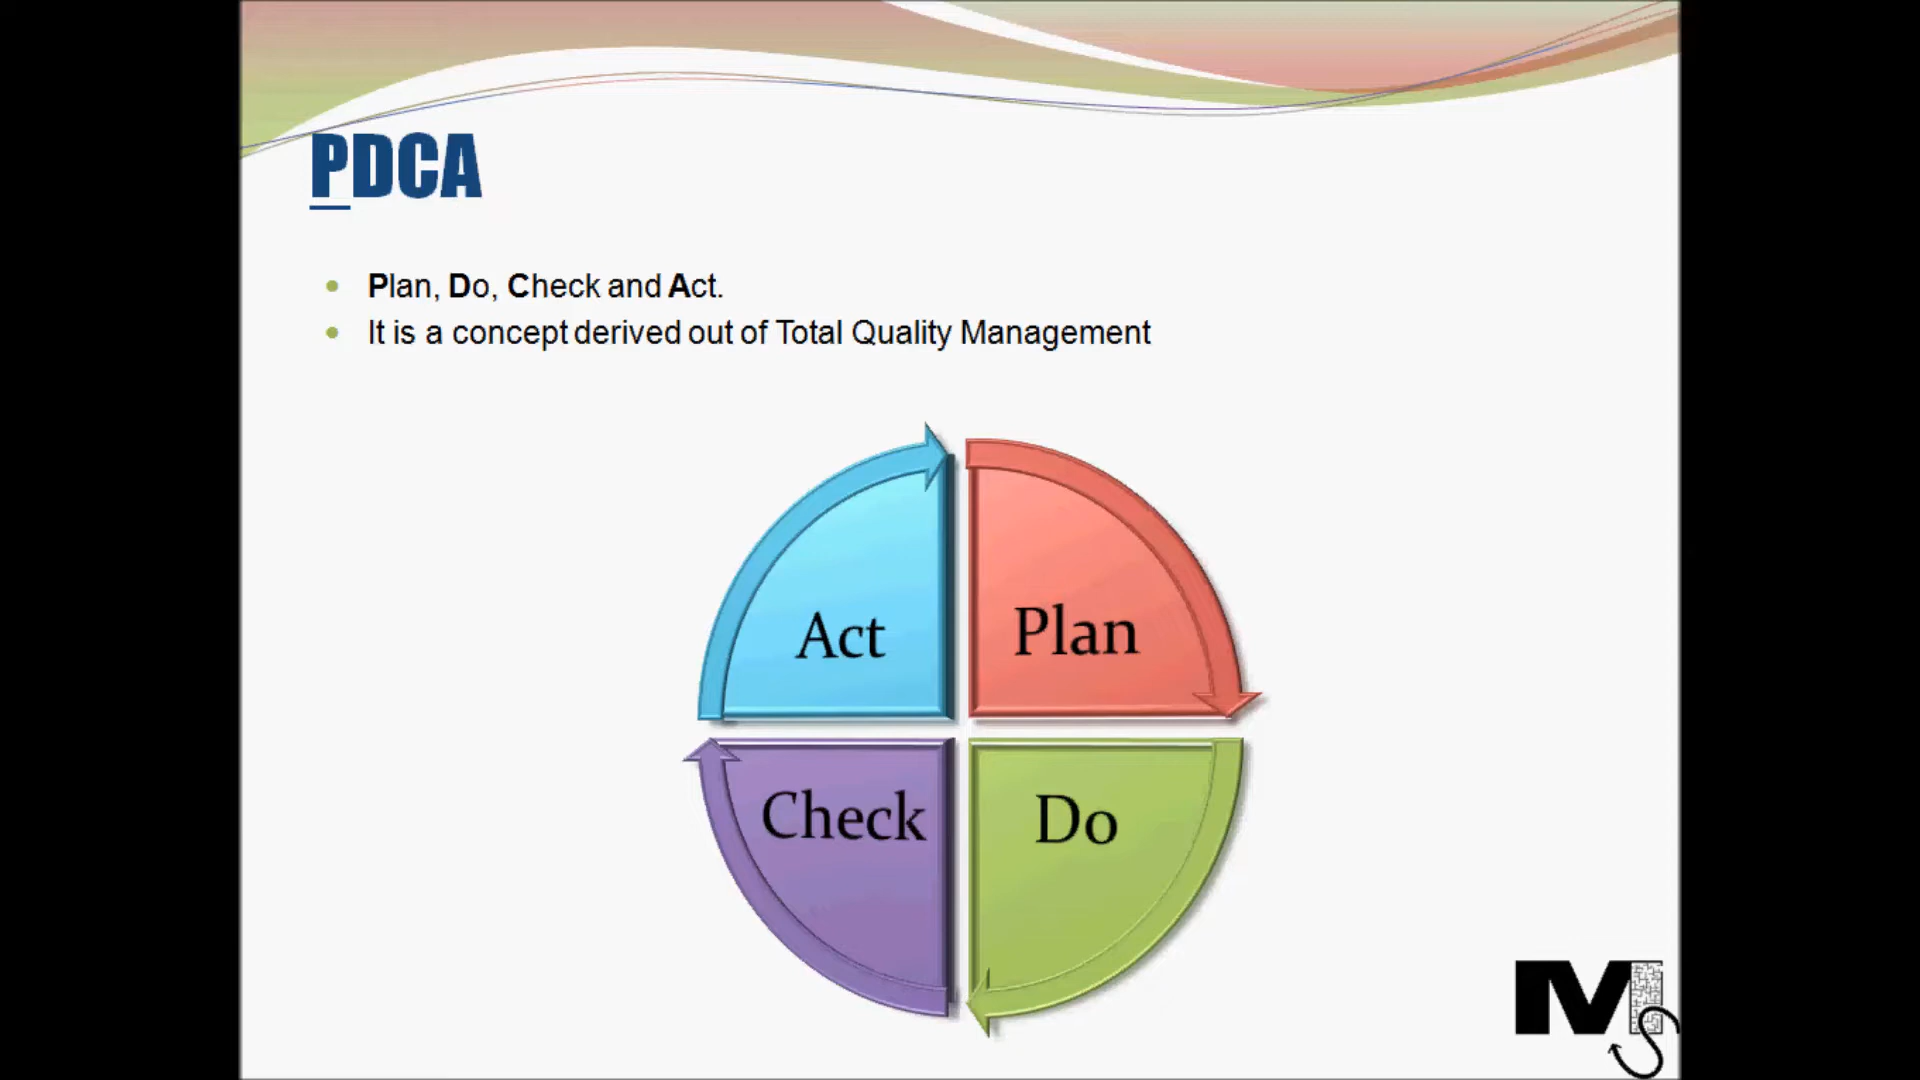 PDCA
Plan, Do, Check and Act.
It is a concept derived out of Total Quality Management
Act
Plan
Check
Do
M
S